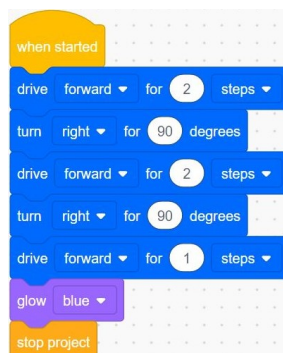 when started
drive forward for 2 steps
turn right for 90 degrees
drive forward for 2 steps
turn right for 90 degrees
drive forward for 1 steps
glow blue
stop project